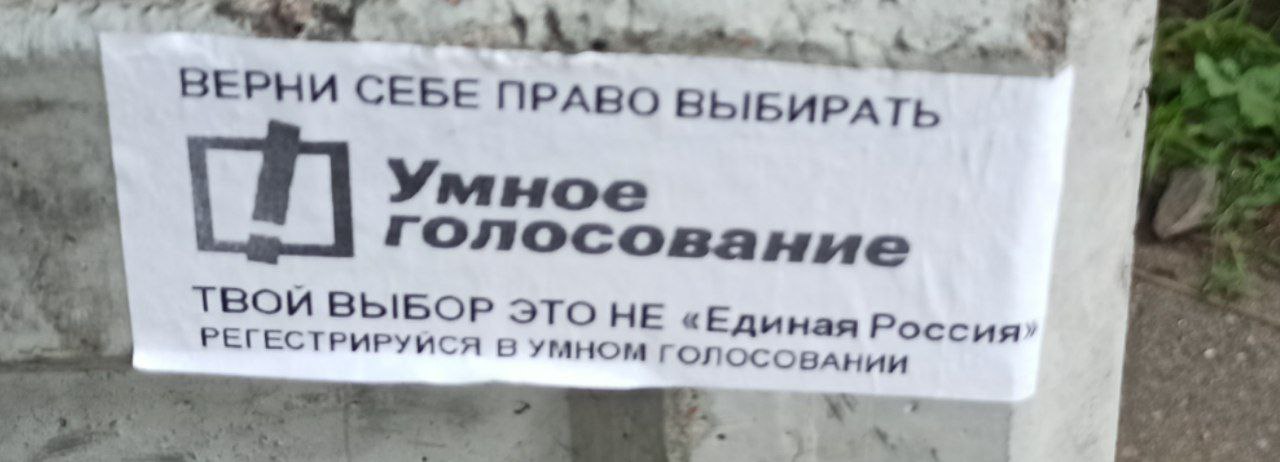 ВЕРНИ СЕБЕ ПРАВО ВЫБИРАТЬ
Умное
голосование
ТВОЙ ВЫБОР ЭТО НЕ «Единая Россия»
РЕГЕСТРИРУЙСЯ В УМНОМ ГОЛОСОВАНИИ